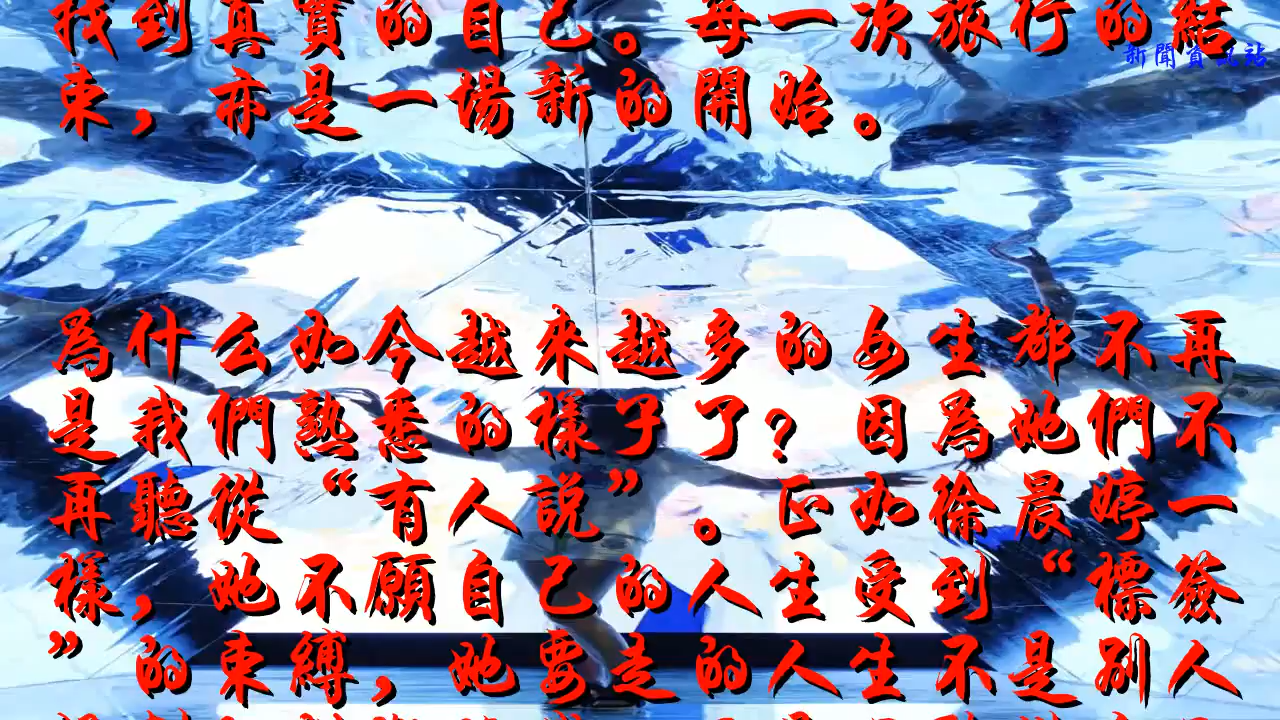 找到真實的自己。每一次旅行的結
新聞資訊站
束，亦是一場新的開始。
為什么如今越來越多的女生都不再
是我們熟悉的樣子了？因為她們不
再聽從“有人說”。正如徐晨婷一
樣，她不願自己的人生受到“標簽
”的束縛，她要走的人生不是別人